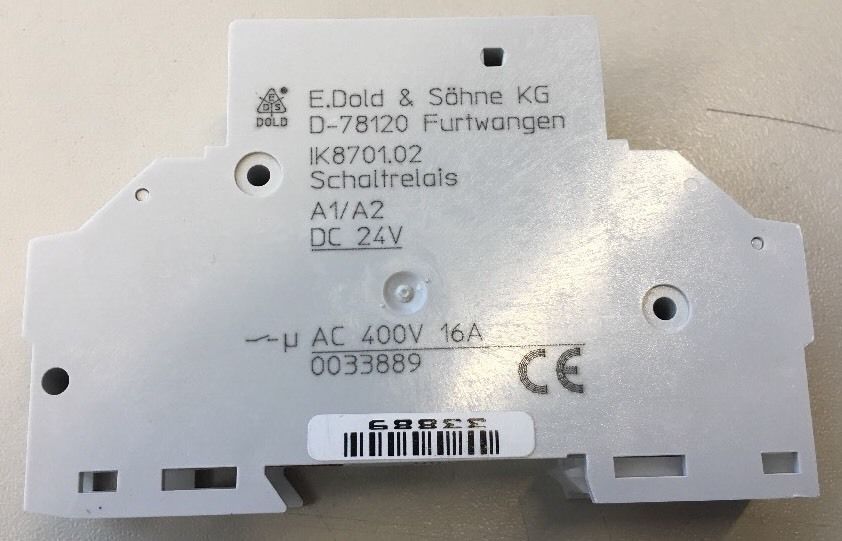 E
D S
DOLD
E.Dold & Söhne KG
D-78120 Furtwangen
IK8701.02
Schaltrelais
A1/A2
DC 24V
µ AC 400V 16A
0033889
CE
33889